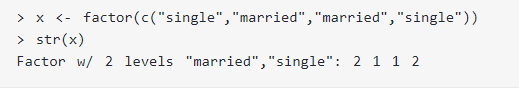 > x <- factor(c("single","married","married","single"))
> str(x)
Factor w/ 2 levels "married","single": 2 1 1 2